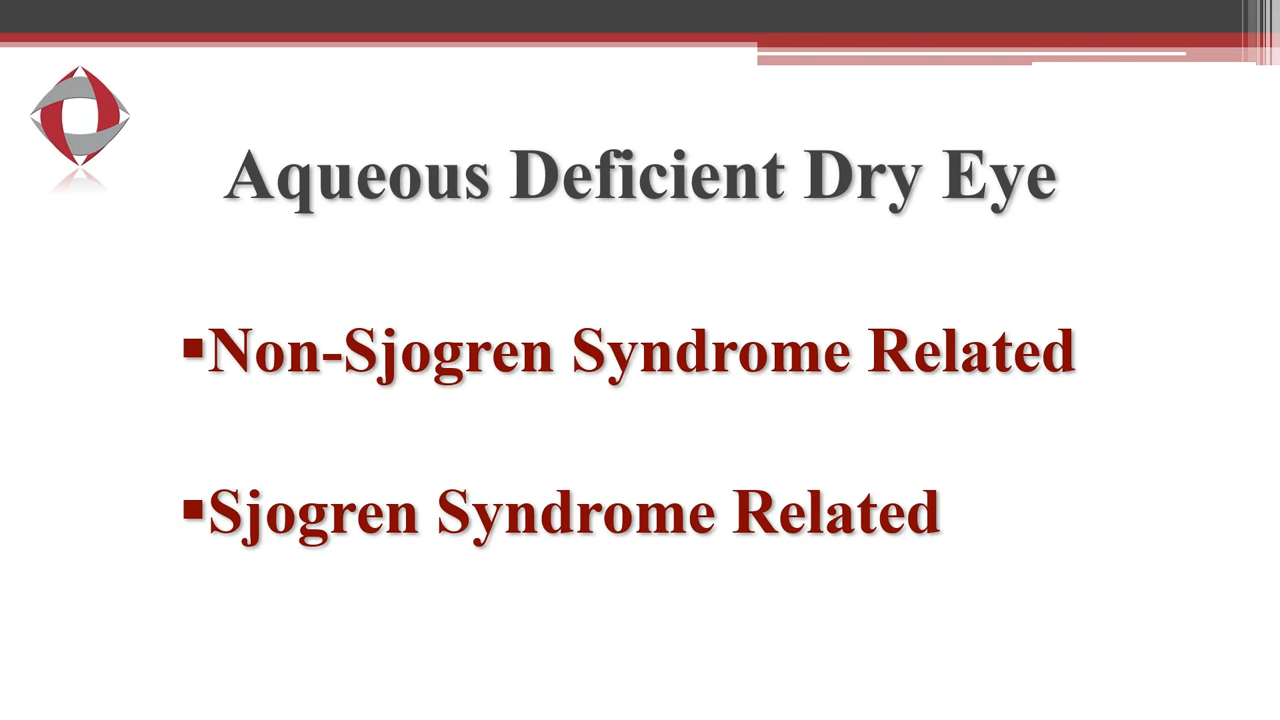 Aqueous Deficient Dry Eye
▪Non-Sjogren Syndrome Related
▪Sjogren Syndrome Related